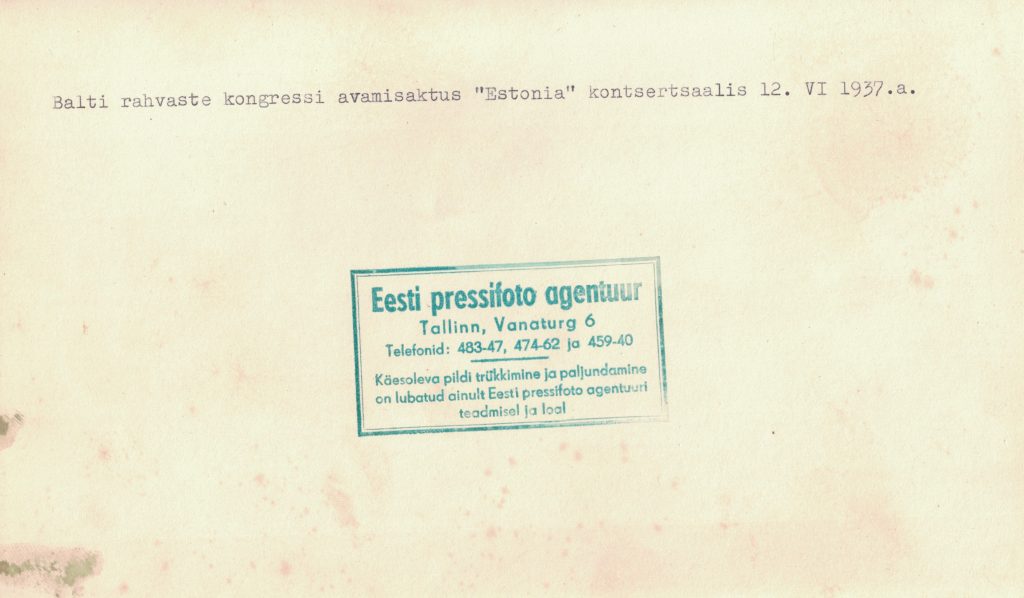 Balti rahvaste kongressi avamisaktus "Estonia" kontsertsaalis 12. VI 1937.a.
Eesti pressifoto agentuur
Tallinn, Vanaturg 6
Telefonid: 483-47, 474-62 ja 459-40
Käesoleva pildi trükkimine ja paljundamine
on lubatud ainult Eesti pressifoto agentuuri
teadmisel ja loal